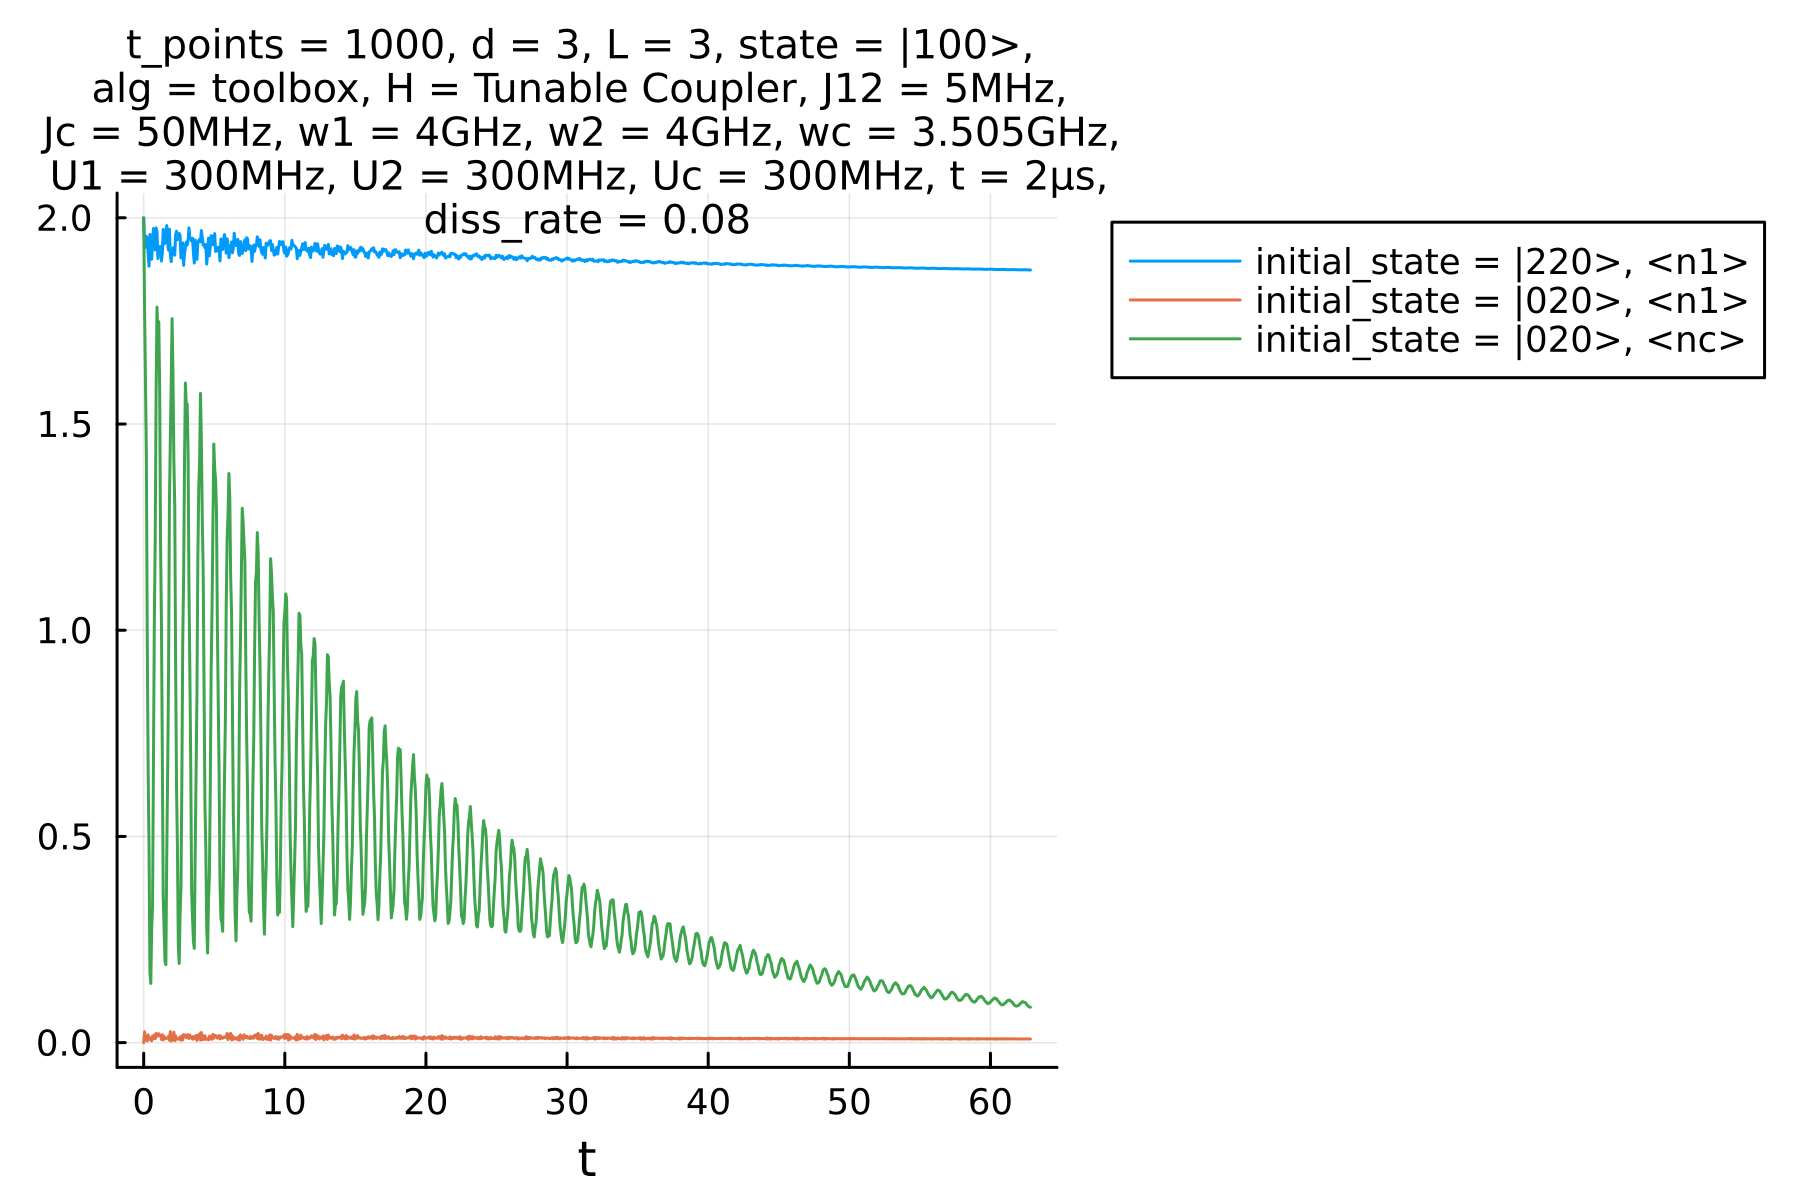 t_points = 1000, d = 3, L = 3, state = |100>,
alg = toolbox, H = Tunable Coupler, J12 = 5MHz,
Jc = 50MHz, w1 = 4GHz, w2 = 4GHz, wc = 3.505GHz,
U1 = 300MHz, U2 = 300MHz, Uc = 300MHz, t = 2μs,
diss_rate = 0.08
2.0
1.5
1.0
0.5
0.0
initial_state = |220>, <n1>
initial_state = |020>, <n1>
initial_state = |020>, <nc>
0 10 20 30 40 50 60
t